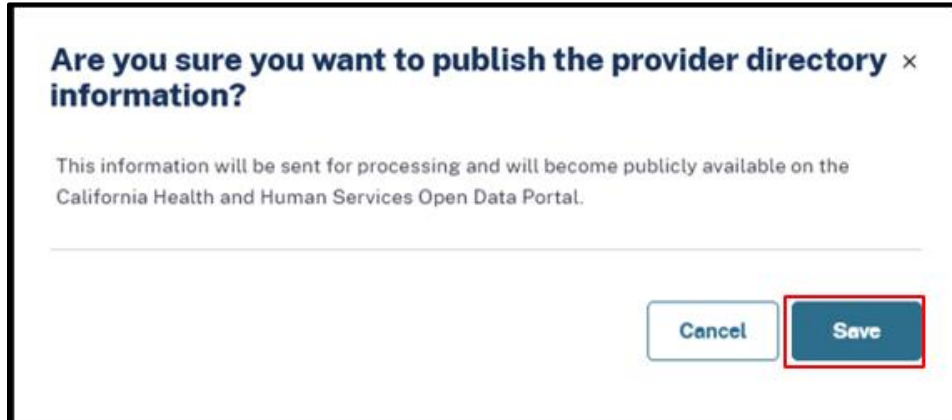 Are you sure you want to publish the provider directory ×
information?
This information will be sent for processing and will become publicly available on the
California Health and Human Services Open Data Portal.
Cancel Save